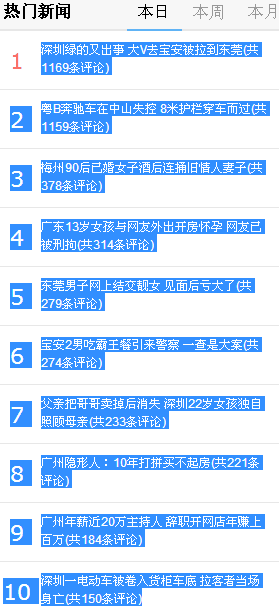 热门新闻 本日 本周 本月
1 深圳绿的又出事 大V去宝安被拉到东莞(共
1169条评论)
2 粤B奔驰车在中山失控 8米护栏穿车而过(共
1159条评论)
3 梅州90后已婚女子酒后连捅旧情人妻子(共
378条评论)
4 广东13岁女孩与网友外出开房怀孕 网友已
被刑拘(共314条评论)
5 东莞男子网上结交靓女 见面后亏大了(共
279条评论)
6 宝安2男吃霸王餐引来警察 一查是大案(共
274条评论)
7 父亲把哥哥卖掉后消失 深圳22岁女孩独自
照顾母亲(共233条评论)
8 广州隐形人：10年打拼买不起房(共221条
评论)
9 广州年薪近20万主持人 辞职开网店年赚上
百万(共184条评论)
10 深圳一电动车被卷入货柜车底 拉客者当场
身亡(共150条评论)